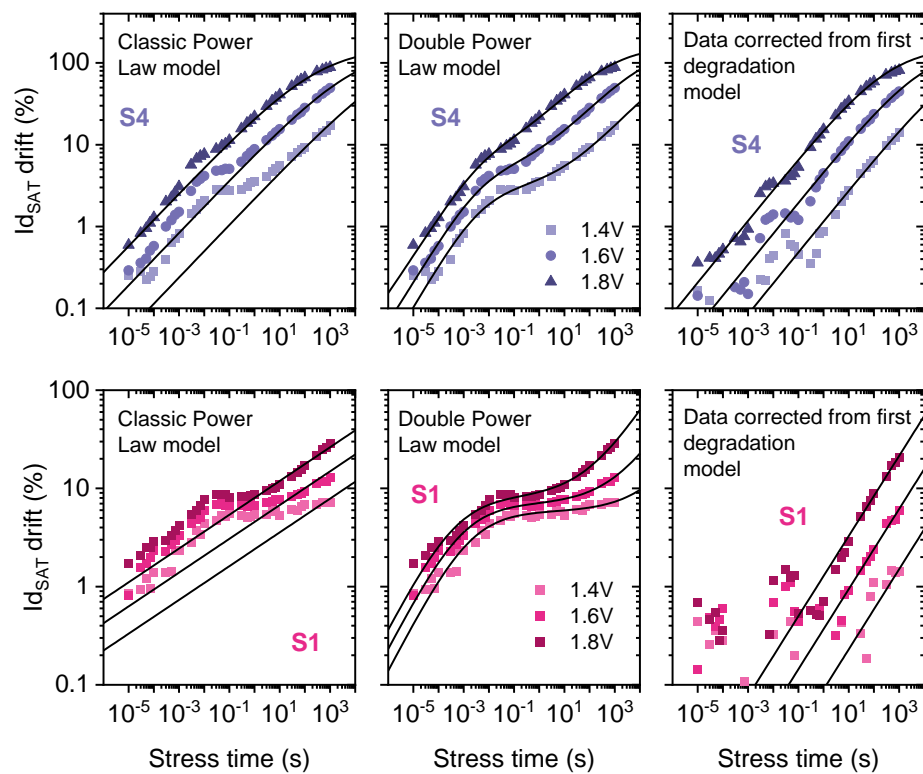 Classic Power
Law model
S4
Double Power
Law model
S4
1.4V
1.6V
1.8V
Data corrected from first
degradation
model
S4
Id_SAT drift (%)
100
10
1
0.1
10^-5 10^-3 10^-1 10^1 10^3
10^-5 10^-3 10^-1 10^1 10^3
10^-5 10^-3 10^-1 10^1 10^3
Classic Power
Law model
S1
Double Power
Law model
S1
1.4V
1.6V
1.8V
Data corrected from first
degradation
model
S1
Id_SAT drift (%)
100
10
1
0.1
10^-5 10^-3 10^-1 10^1 10^3
10^-5 10^-3 10^-1 10^1 10^3
10^-5 10^-3 10^-1 10^1 10^3
Stress time (s)
Stress time (s)
Stress time (s)